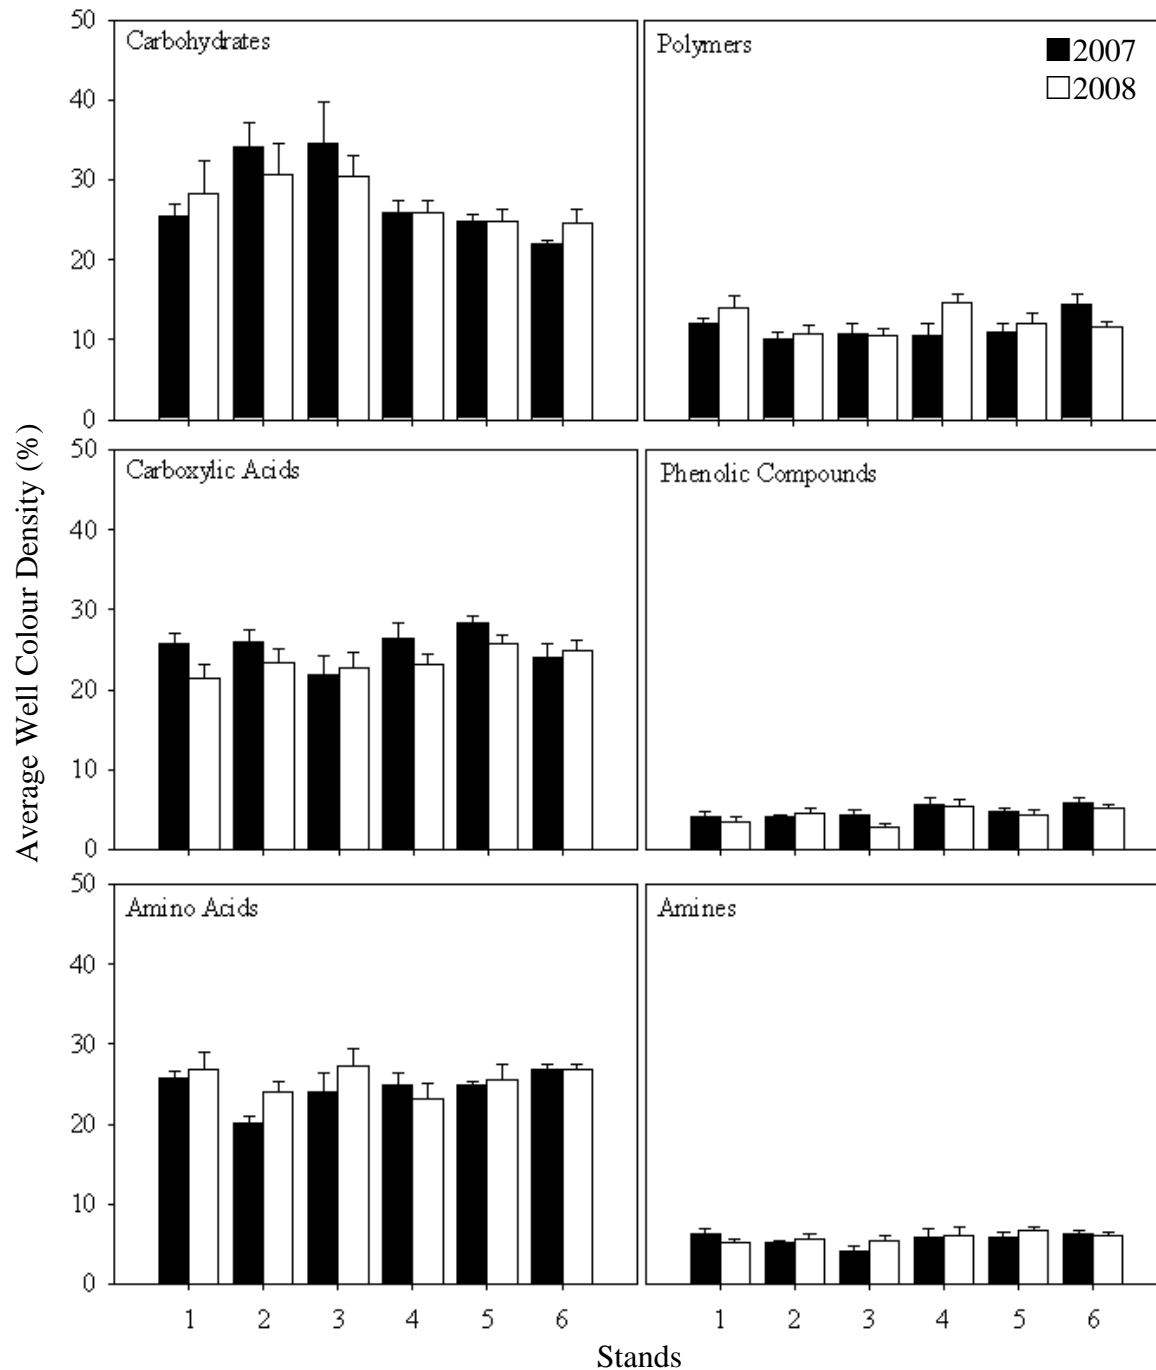 50
40
30
20
10
0
Carbohydrates
Polymers
2007
2008
50
40
30
20
10
0
Carboxylic Acids
Phenolic Compounds
50
40
30
20
10
0
Amino Acids
Amines
1 2 3 4 5 6
1 2 3 4 5 6
Stands
Average Well Colour Density (%)